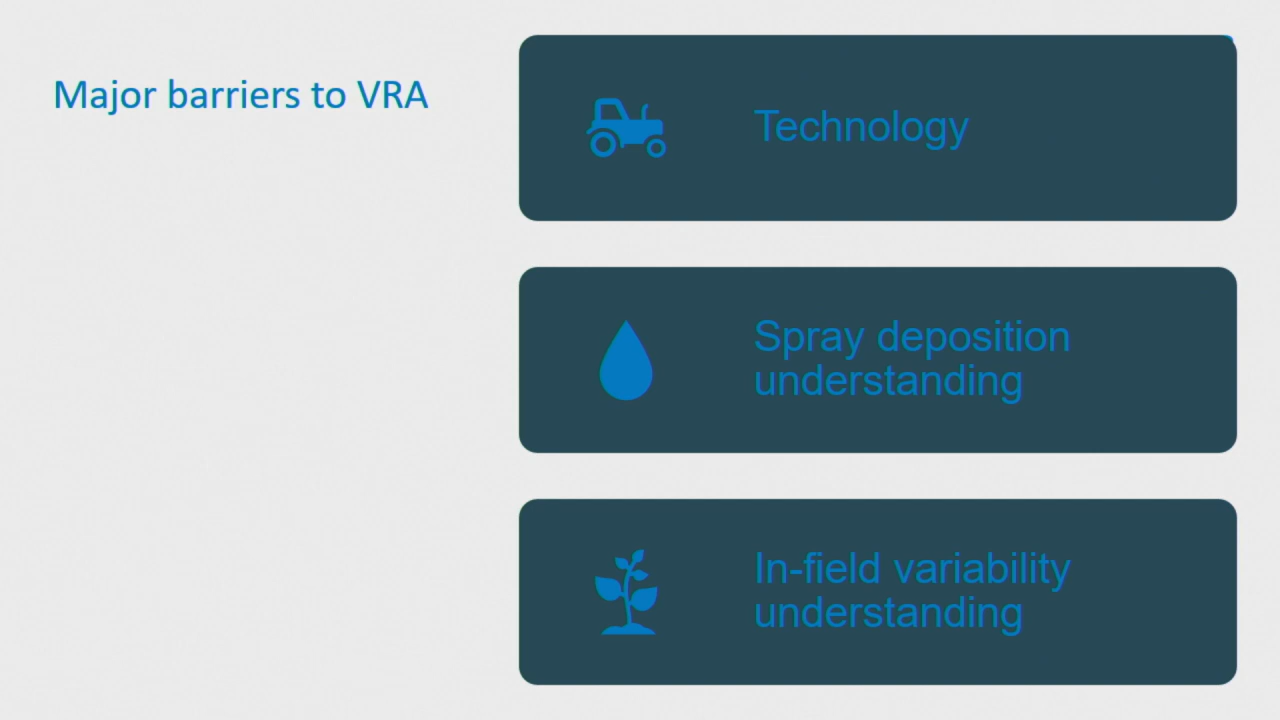 Major barriers to VRA
Technology
Spray deposition
understanding
In-field variability
understanding